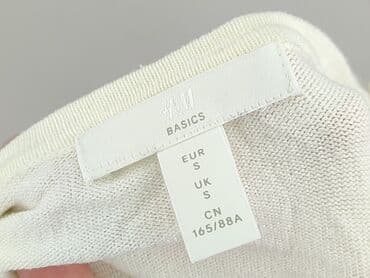 H&M
BASICS
EUR
S
UK
S
CN
165/88A